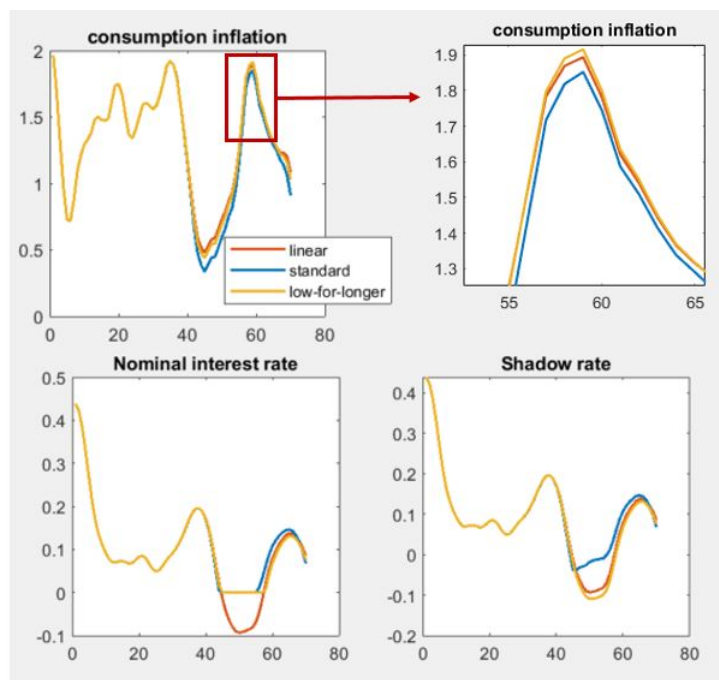 consumption inflation
2
1.5
1
0.5
0
0 20 40 60 80
linear
standard
low-for-longer
consumption inflation
1.9
1.8
1.7
1.6
1.5
1.4
1.3
55 60 65
Nominal interest rate
0.5
0.4
0.3
0.2
0.1
0
-0.1
0 20 40 60 80
Shadow rate
0.4
0.3
0.2
0.1
0
-0.1
-0.2
0 20 40 60 80